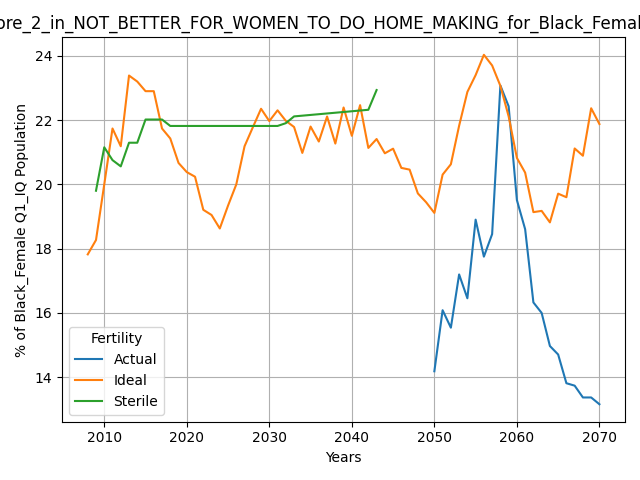 ore_2_in_NOT_BETTER_FOR_WOMEN_TO_DO_HOME_MAKING_for_Black_Femal
% of Black_Female Q1_IQ Population
24
22
20
18
16
14
Fertility
Actual
Ideal
Sterile
2010 2020 2030 2040 2050 2060 2070
Years